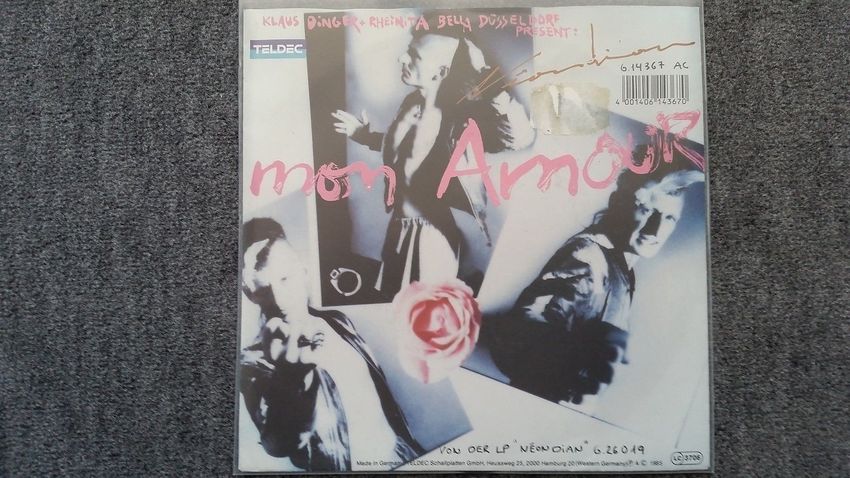 KLAUS DINGER + RHEINITA BELLA DÜSSELDORF
PRESENT:
TELDEC
Néondian
6.14367 AC
4 001406 143670
mon Amour
VON DER LP "NĒONDIAN" 6.26019
Made in Germany TELDEC Schallplatten GmbH, Heussweg 25, 2000 Hamburg 20 (Western Germany) ℗ + © 1985
LC 3706